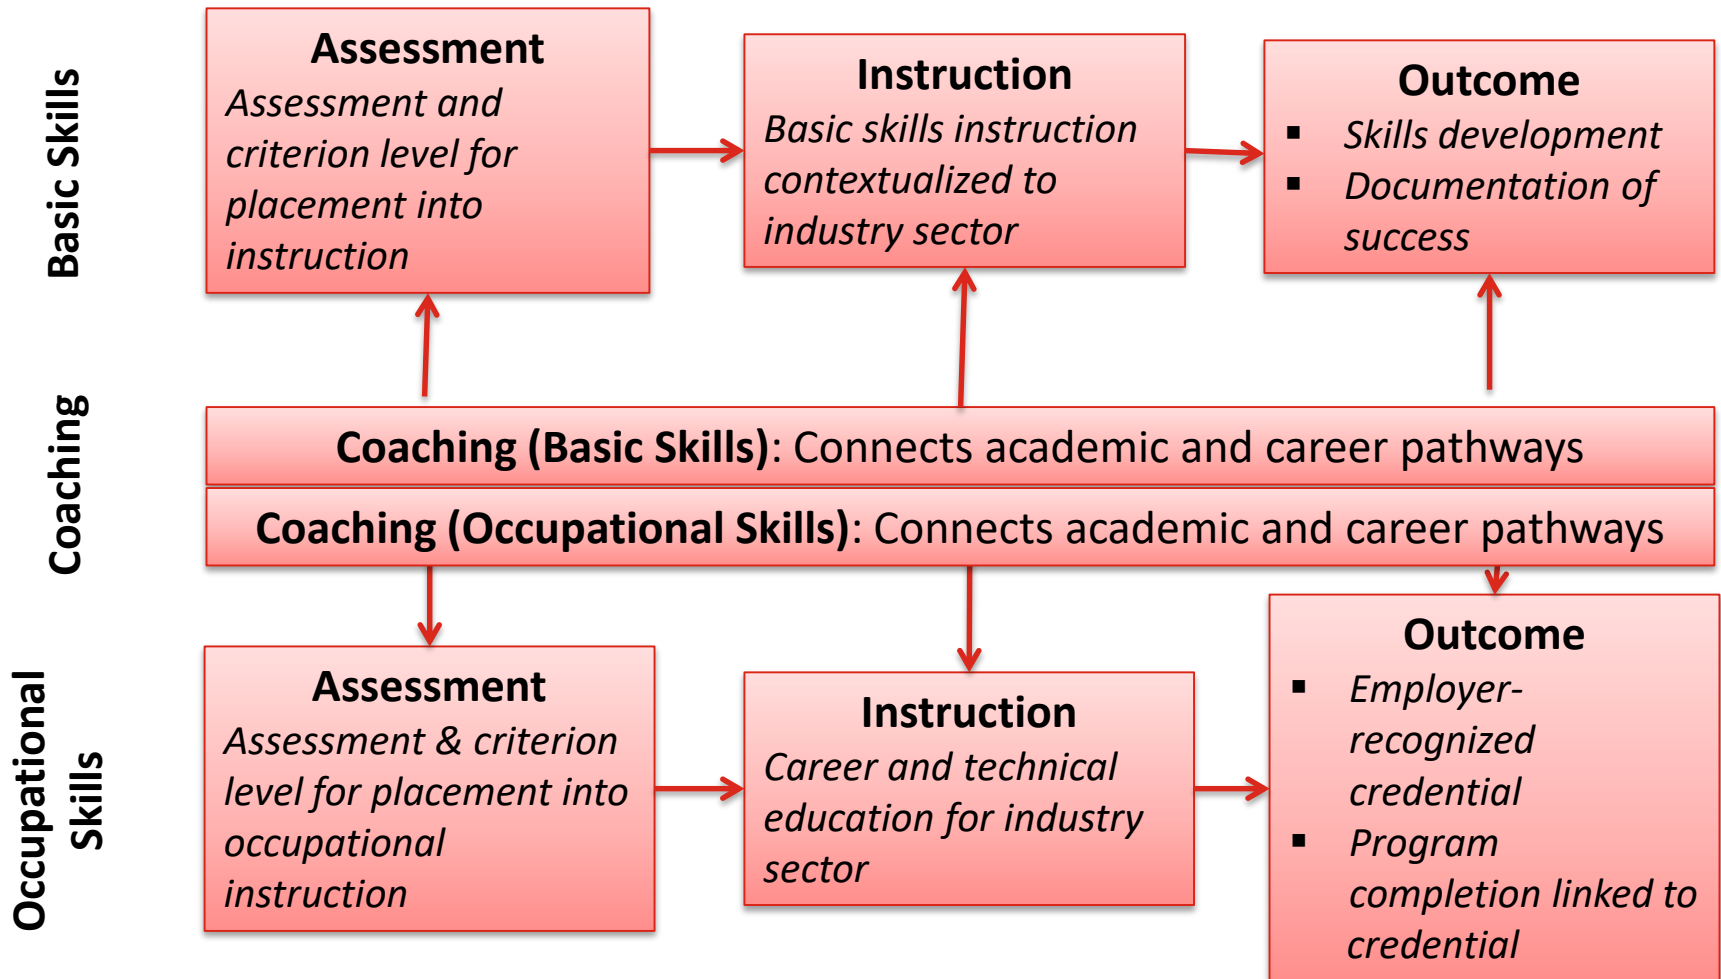 Basic Skills
Assessment
Assessment and
criterion level for
placement into
instruction
Instruction
Basic skills instruction
contextualized to
industry sector
Outcome
▪ Skills development
▪ Documentation of
success
Coaching
Coaching (Basic Skills): Connects academic and career pathways
Coaching (Occupational Skills): Connects academic and career pathways
Occupational
Skills
Assessment
Assessment & criterion
level for placement into
occupational
instruction
Instruction
Career and technical
education for industry
sector
Outcome
▪ Employer-
recognized
credential
▪ Program
completion linked to
credential